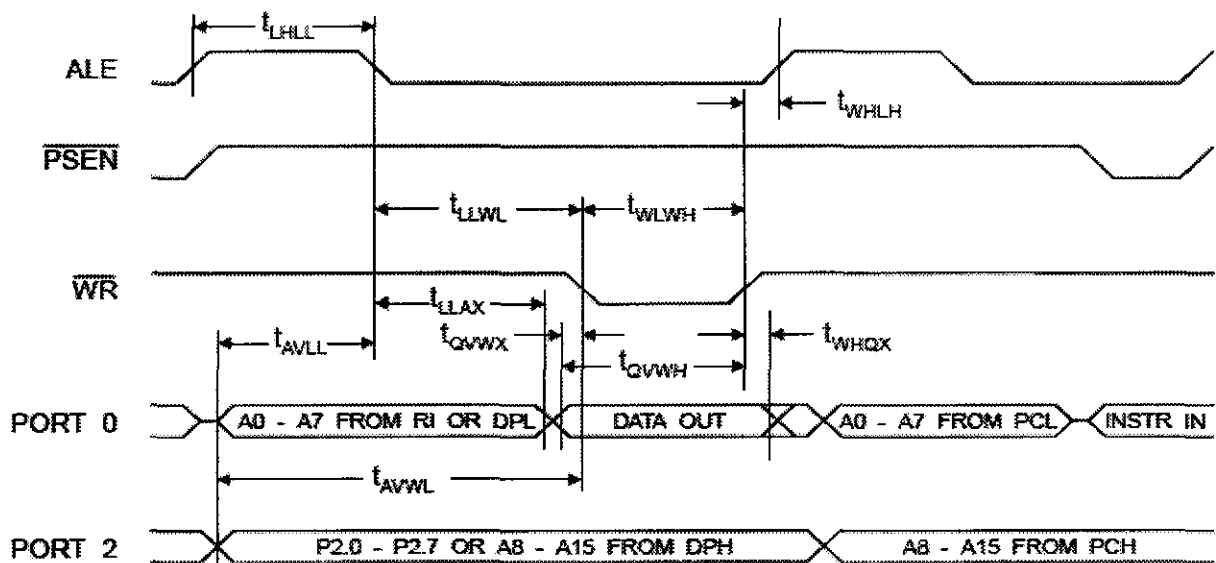 tLHLL
ALE
tWHLH
PSEN
tLLWL
tWLWH
WR
tLLAX
tAVLL
tQVWX
tWHQX
tQVWH
PORT 0
A0 - A7 FROM RI OR DPL
DATA OUT
A0 - A7 FROM PCL
INSTR IN
tAVWL
PORT 2
P2.0 - P2.7 OR A8 - A15 FROM DPH
A8 - A15 FROM PCH